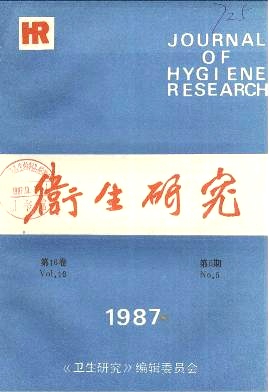 725
HR
JOURNAL
OF
HYGIENE
RESEARCH
衛生研究
第16卷
第5期
Vol.16
No.5
1987
《卫生研究》编辑委员会